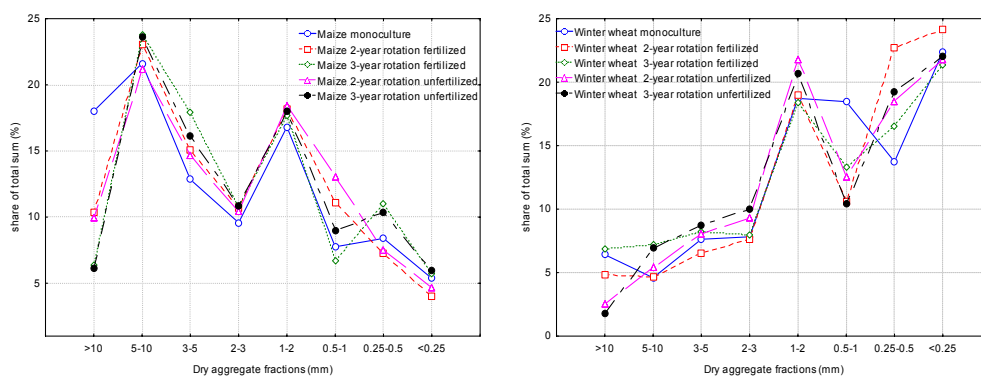 25
20
15
10
5
share of total sum (%)
Maize monoculture
Maize 2-year rotation fertilized
Maize 3-year rotation fertilized
Maize 2-year rotation unfertilized
Maize 3-year rotation unfertilized
>10 5-10 3-5 2-3 1-2 0.5-1 0.25-0.5 <0.25
Dry aggregate fractions (mm)
25
20
15
10
5
0
share of total sum (%)
Winter wheat monoculture
Winter wheat 2-year rotation fertilized
Winter wheat 3-year rotation fertilized
Winter wheat 2-year rotation unfertilized
Winter wheat 3-year rotation unfertilized
>10 5-10 3-5 2-3 1-2 0.5-1 0.25-0.5 <0.25
Dry aggregate fractions (mm)